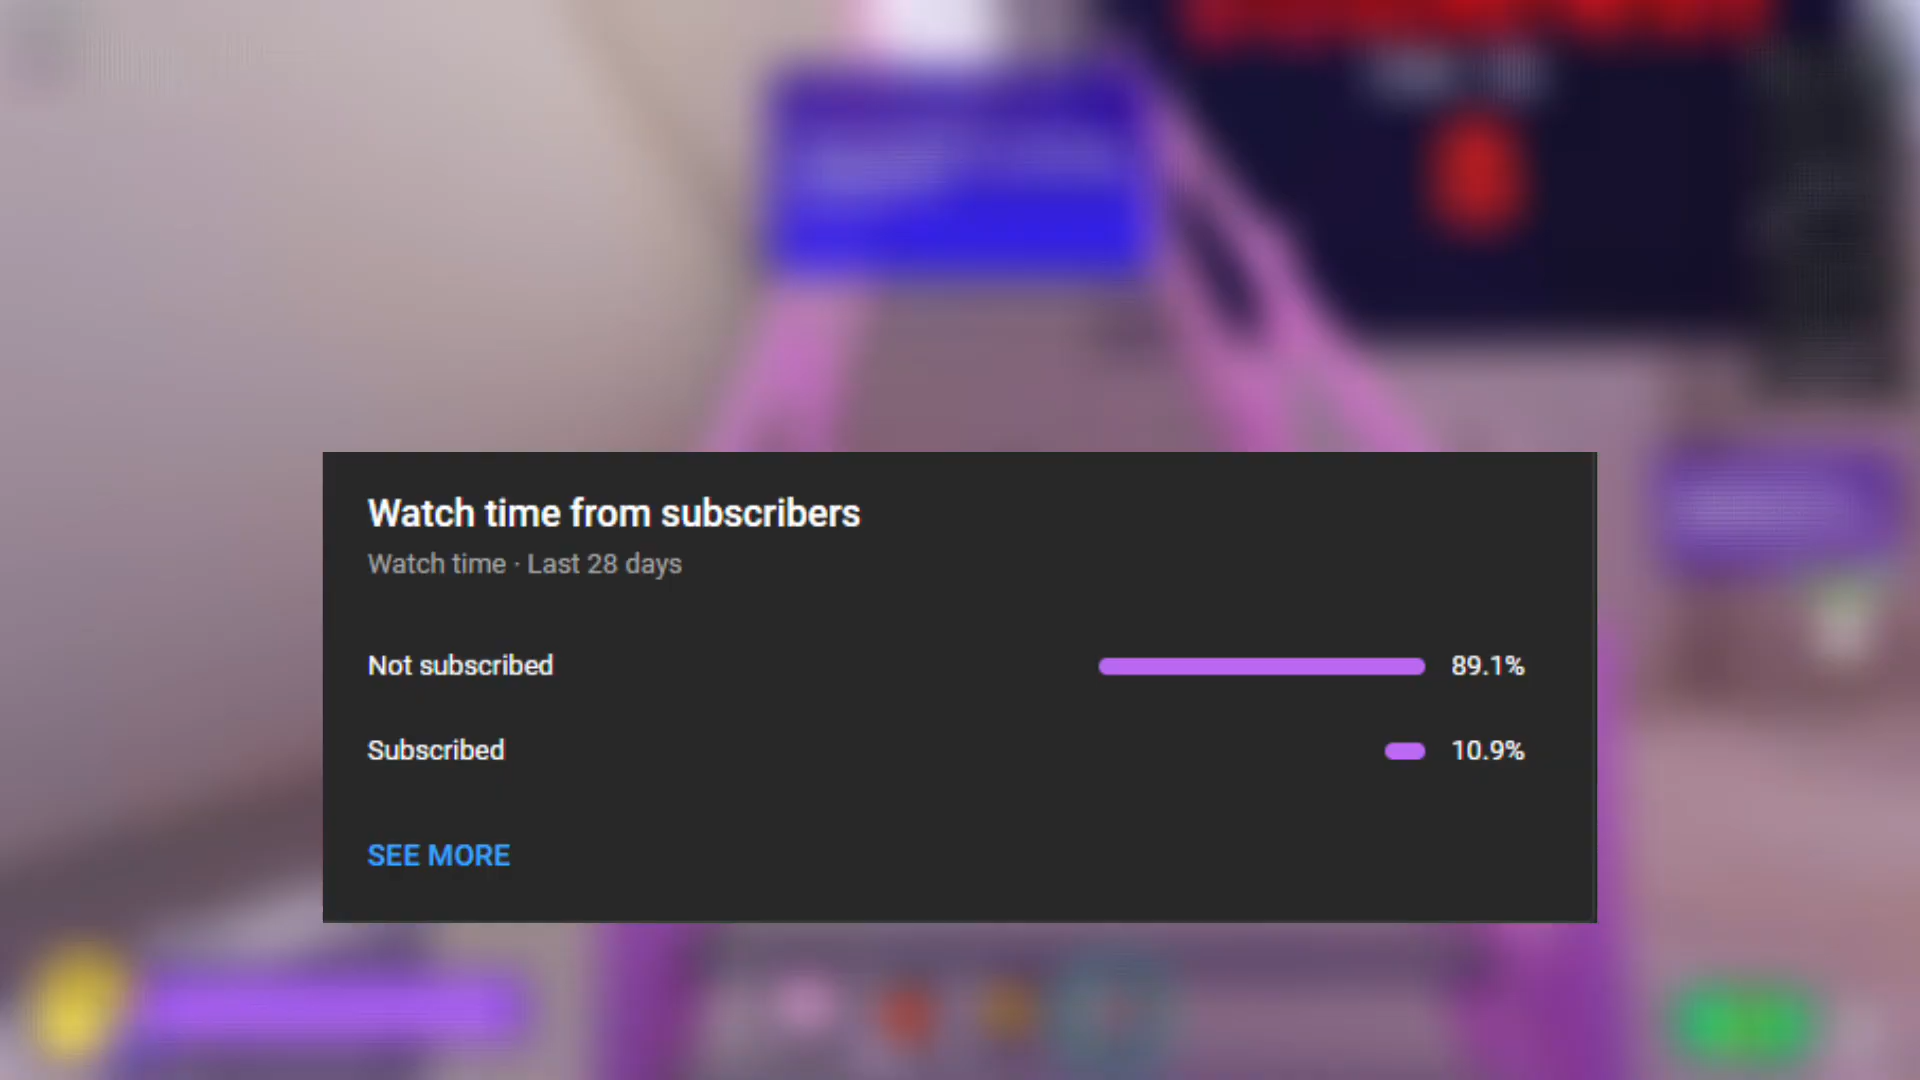 Watch time from subscribers
Watch time · Last 28 days
Not subscribed 89.1%
Subscribed 10.9%
SEE MORE